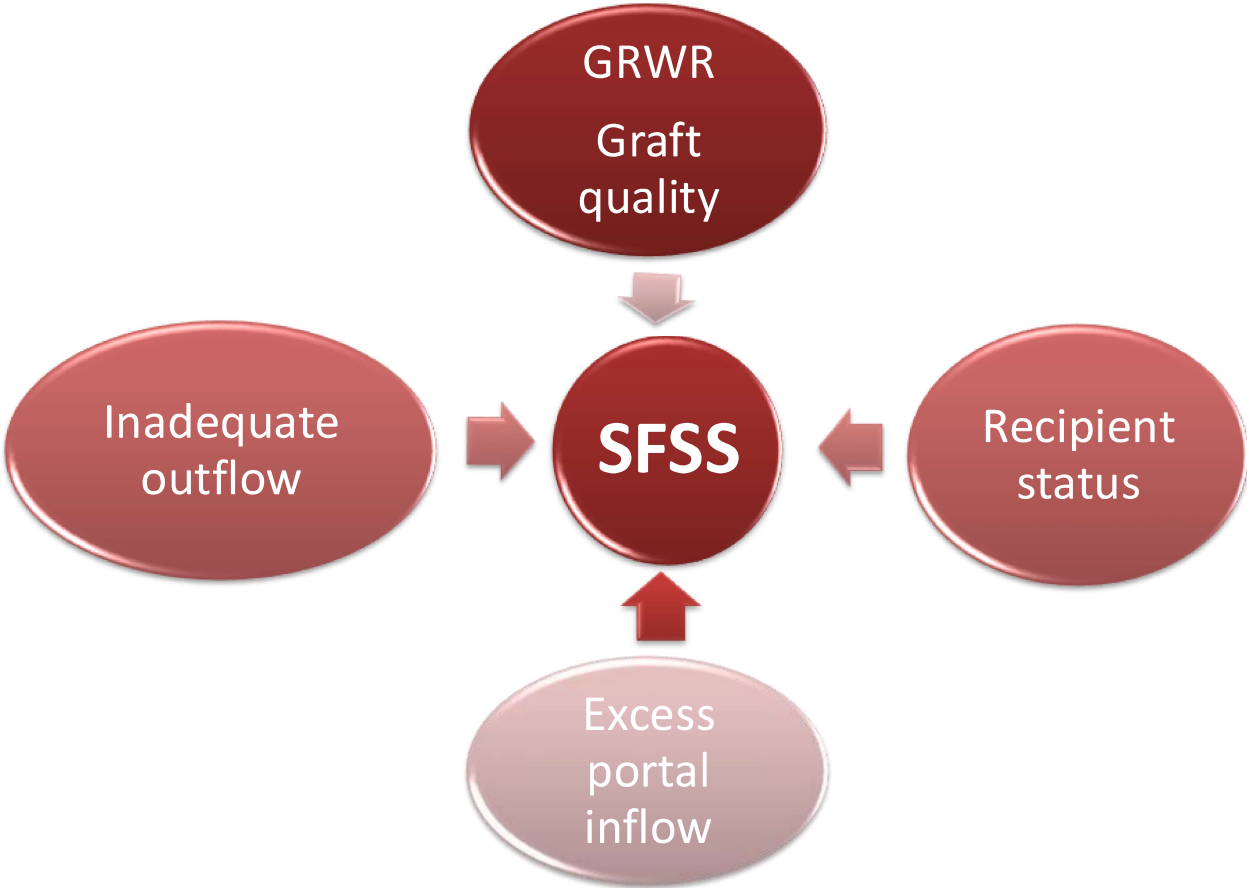 GRWR
Graft
quality
Inadequate
outflow
SFSS
Recipient
status
Excess
portal
inflow